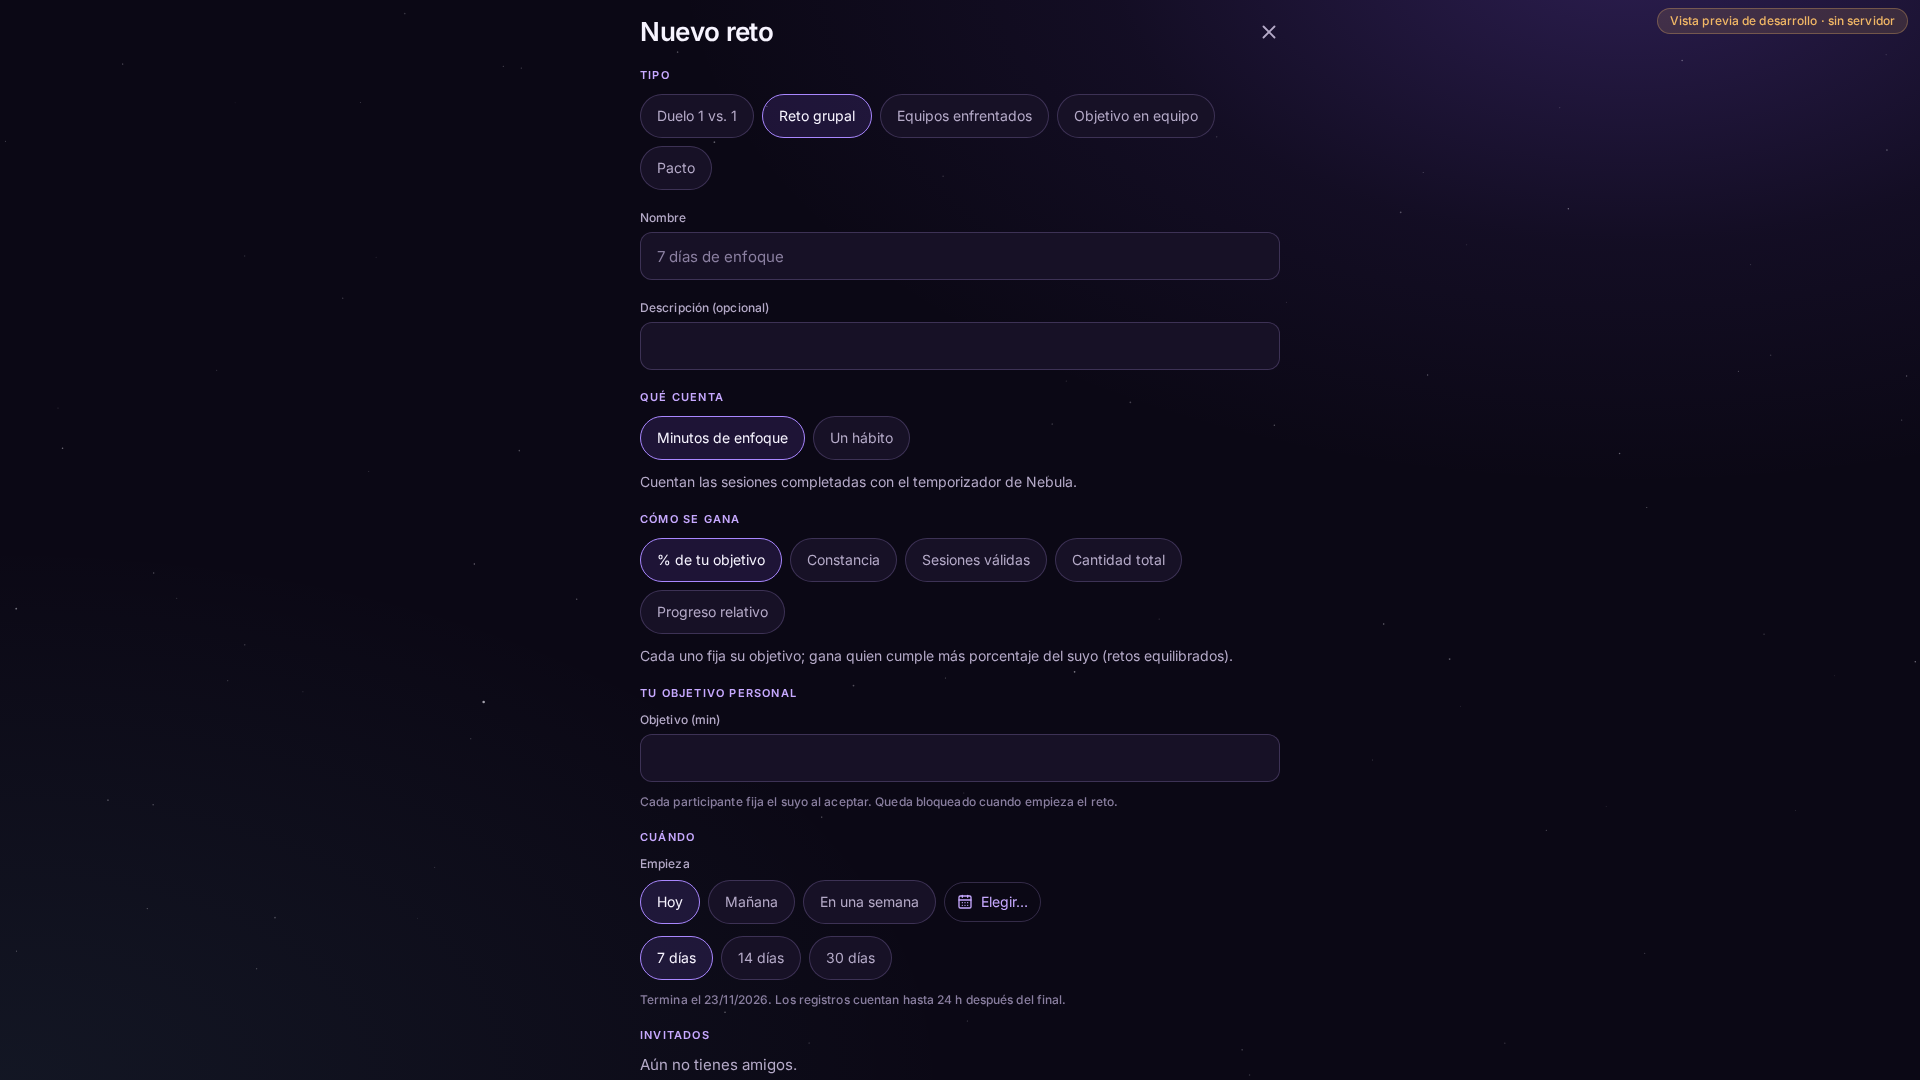 Nuevo reto
Vista previa de desarrollo · sin servidor
TIPO
Duelo 1 vs. 1
Reto grupal
Equipos enfrentados
Objetivo en equipo
Pacto
Nombre
7 días de enfoque
Descripción (opcional)
QUÉ CUENTA
Minutos de enfoque
Un hábito
Cuentan las sesiones completadas con el temporizador de Nebula.
CÓMO SE GANA
% de tu objetivo
Constancia
Sesiones válidas
Cantidad total
Progreso relativo
Cada uno fija su objetivo; gana quien cumple más porcentaje del suyo (retos equilibrados).
TU OBJETIVO PERSONAL
Objetivo (min)
Cada participante fija el suyo al aceptar. Queda bloqueado cuando empieza el reto.
CUÁNDO
Empieza
Hoy
Mañana
En una semana
Elegir...
7 días
14 días
30 días
Termina el 23/11/2026. Los registros cuentan hasta 24 h después del final.
INVITADOS
Aún no tienes amigos.